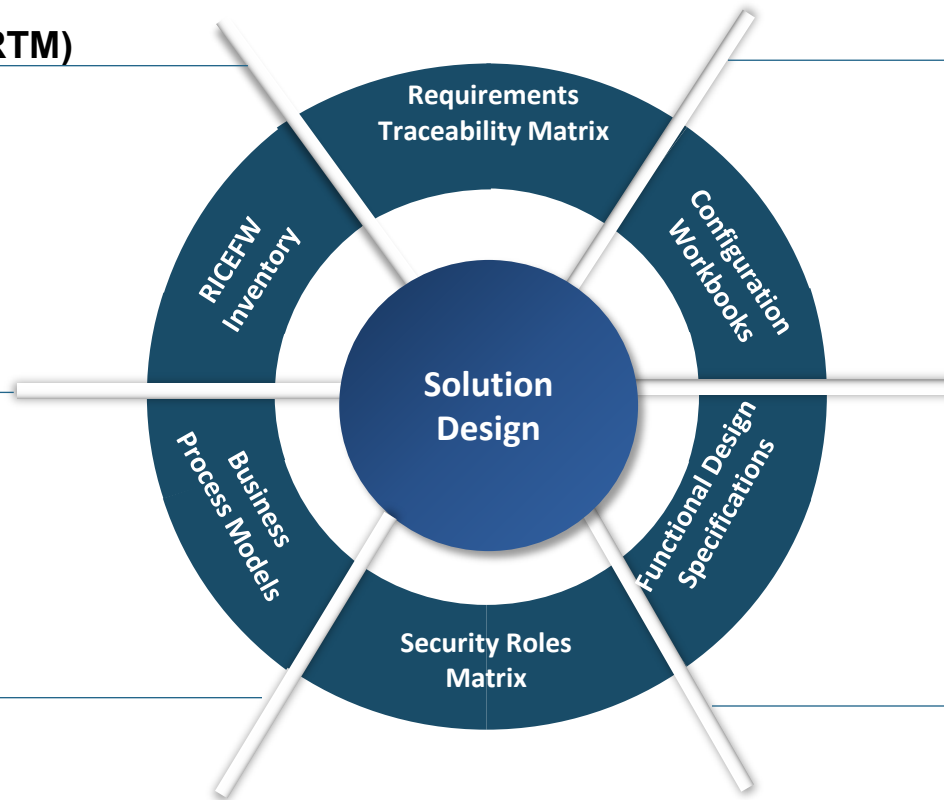 RTM)
Requirements
Traceability Matrix
RICEFW
Inventory
Configuration
Workbooks
Solution
Design
Business
Process Models
Functional Design
Specifications
Security Roles
Matrix